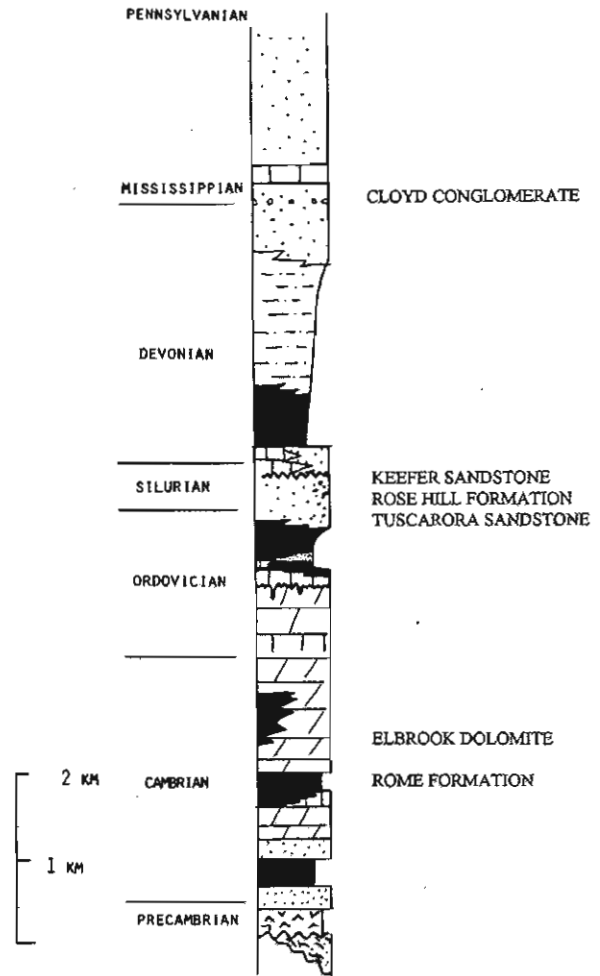 PENNSYLVANIAN
MISSISSIPPIAN
CLOYD CONGLOMERATE
DEVONIAN
KEEFER SANDSTONE
SILURIAN
ROSE HILL FORMATION
TUSCARORA SANDSTONE
ORDOVICIAN
ELBROOK DOLOMITE
2 KM
CAMBRIAN
ROME FORMATION
1 KM
PRECAMBRIAN